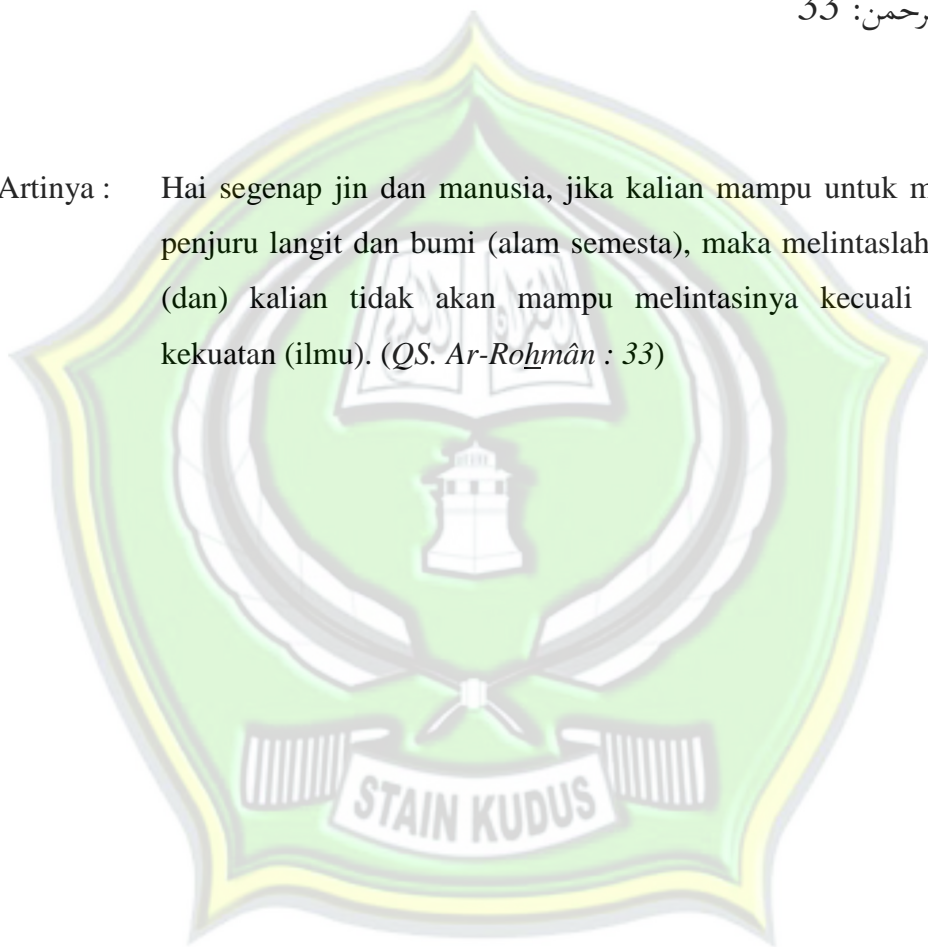 رحمن: 33
Artinya : Hai segenap jin dan manusia, jika kalian mampu untuk
penjuru langit dan bumi (alam semesta), maka melintaslah
(dan) kalian tidak akan mampu melintasinya kecuali
kekuatan (ilmu). (QS. Ar-Rohmân : 33)
STAIN KUDUS